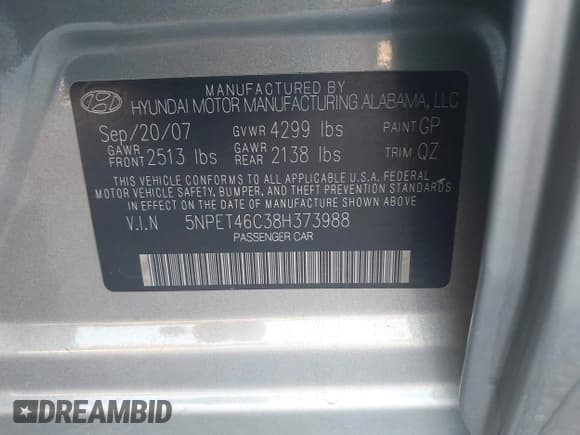 MANUFACTURED BY
HYUNDAI MOTOR MANUFACTURING ALABAMA, LLC
Sep/20/07 GVWR 4299 lbs PAINT GP
GAWR FRONT 2513 lbs GAWR REAR 2138 lbs TRIM QZ
THIS VEHICLE CONFORMS TO ALL APPLICABLE U.S.A. FEDERAL
MOTOR VEHICLE SAFETY, BUMPER, AND THEFT PREVENTION STANDARDS
IN EFFECT ON THE DATE OF MANUFACTURE SHOWN ABOVE.
V.I.N 5NPET46C38H373988
PASSENGER CAR
DREAMBID